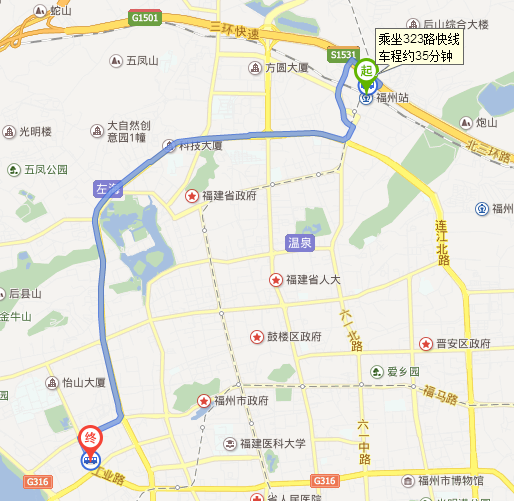 蛇山
G1501
三环快速
后山综合大楼
乘坐323路快线
车程约35分钟
S1531
五凤山
方圆大厦
起
福州站
光明楼
大自然创
意园1幢
科技大厦
炮山
北三环路
五凤公园
左海
福建省政府
福州
连江北路
温泉
后县山
福建省人大
金牛山
六一北路
鼓楼区政府
晋安区政府
怡山大厦
爱乡园
福马路
福州市政府
六一中路
终
福建医科大学
工业路
G316
G316
福州市博物馆
省人民医院